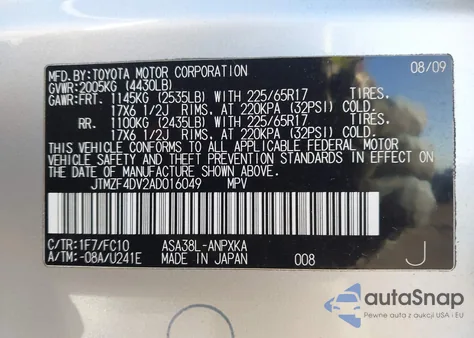 MFD.BY:TOYOTA MOTOR CORPORATION 08/09
GVWR:2005KG (4430LB)
GAWR:FRT. 1145KG (2535LB) WITH 225/65R17 TIRES.
17X6 1/2J RIMS, AT 220KPA (32PSI) COLD.
RR. 1100KG (2435LB) WITH 225/65R17 TIRES.
17X6 1/2J RIMS, AT 220KPA (32PSI) COLD.
THIS VEHICLE CONFORMS TO ALL APPLICABLE FEDERAL MOTOR
VEHICLE SAFETY AND THEFT PREVENTION STANDARDS IN EFFECT ON
THE DATE OF MANUFACTURE SHOWN ABOVE.
JTMZF4DV2AD016049 MPV
C/TR:1F7/FC10 ASA38L-ANPXKA
A/TM:-08A/U241E MADE IN JAPAN 008 J
autoSnap
Pewne auta z USA i EU